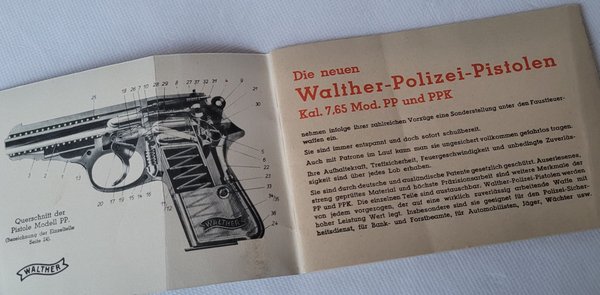 Querschnitt der
Pistole Modell PP.
(Bezeichnung der Einzelteile
Seite 24).
WALTHER
WALTHER
Die neuen
Walther-Polizei-Pistolen
Kal. 7,65 Mod. PP und PPK
nehmen infolge ihrer zahlreichen Vorzüge eine Sonderstellung unter den Faustfeuer-
waffen ein.
Sie sind immer entspannt und doch sofort schußbereit.
Auch mit Patrone im Lauf kann man sie ungesichert vollkommen gefahrlos tragen.
Ihre Aufhaltekraft, Treffsicherheit, Feuergeschwindigkeit und unbedingte Zuverläs-
sigkeit sind über jedes Lob erhaben.
Sie sind durch deutsche und ausländische Patente gesetzlich geschützt. Auserlesenes,
streng geprüftes Material und höchste Präzisionsarbeit sind weitere Merkmale der
PP und PPK. Die einzelnen Teile sind austauschbar. Walther-Polizei-Pistolen werden
von jedem vorgezogen, der auf eine wirklich zuverlässig arbeitende Waffe mit
hoher Leistung Wert legt. Insbesondere sind sie geeignet für den Polizei-Sicher-
heitsdienst, für Bank- und Forstbeamte, für Automobilisten, Jäger, Wächter usw.